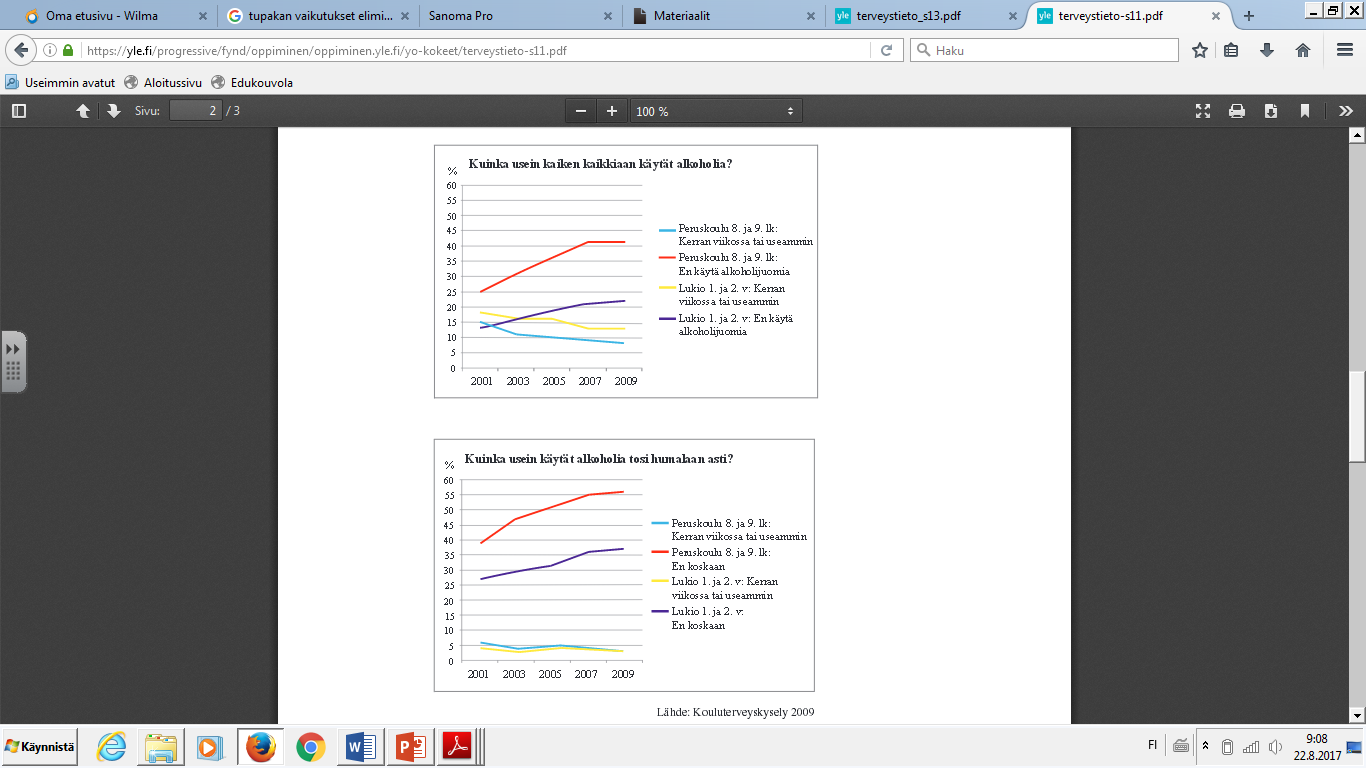 Oma etusivu - Wilma
tupakan vaikutukset elimi...
Sanoma Pro
Materiaalit
yle terveystieto_s13.pdf
yle terveystieto-s11.pdf
https://yle.fi/progressive/fynd/oppiminen/oppiminen.yle.fi/yo-kokeet/terveystieto-s11.pdf
Haku
Useimmin avatut
Aloitussivu
Edukouvola
Sivu: 2 / 3
100 %
Kuinka usein kaiken kaikkiaan käytät alkoholia?
%
60
55
50
45
40
35
30
25
20
15
10
5
0
2001 2003 2005 2007 2009
Peruskoulu 8. ja 9. lk:
Kerran viikossa tai useammin
Peruskoulu 8. ja 9. lk:
En käytä alkoholijuomia
Lukio 1. ja 2. v: Kerran
viikossa tai useammin
Lukio 1. ja 2. v: En käytä
alkoholijuomia
Kuinka usein käytät alkoholia tosi humalaan asti?
%
60
55
50
45
40
35
30
25
20
15
10
5
0
2001 2003 2005 2007 2009
Peruskoulu 8. ja 9. lk:
Kerran viikossa tai useammin
Peruskoulu 8. ja 9. lk:
En koskaan
Lukio 1. ja 2. v: Kerran
viikossa tai useammin
Lukio 1. ja 2. v:
En koskaan
Lähde: Kouluterveyskysely 2009
Käynnistä
FI
9:08
22.8.2017